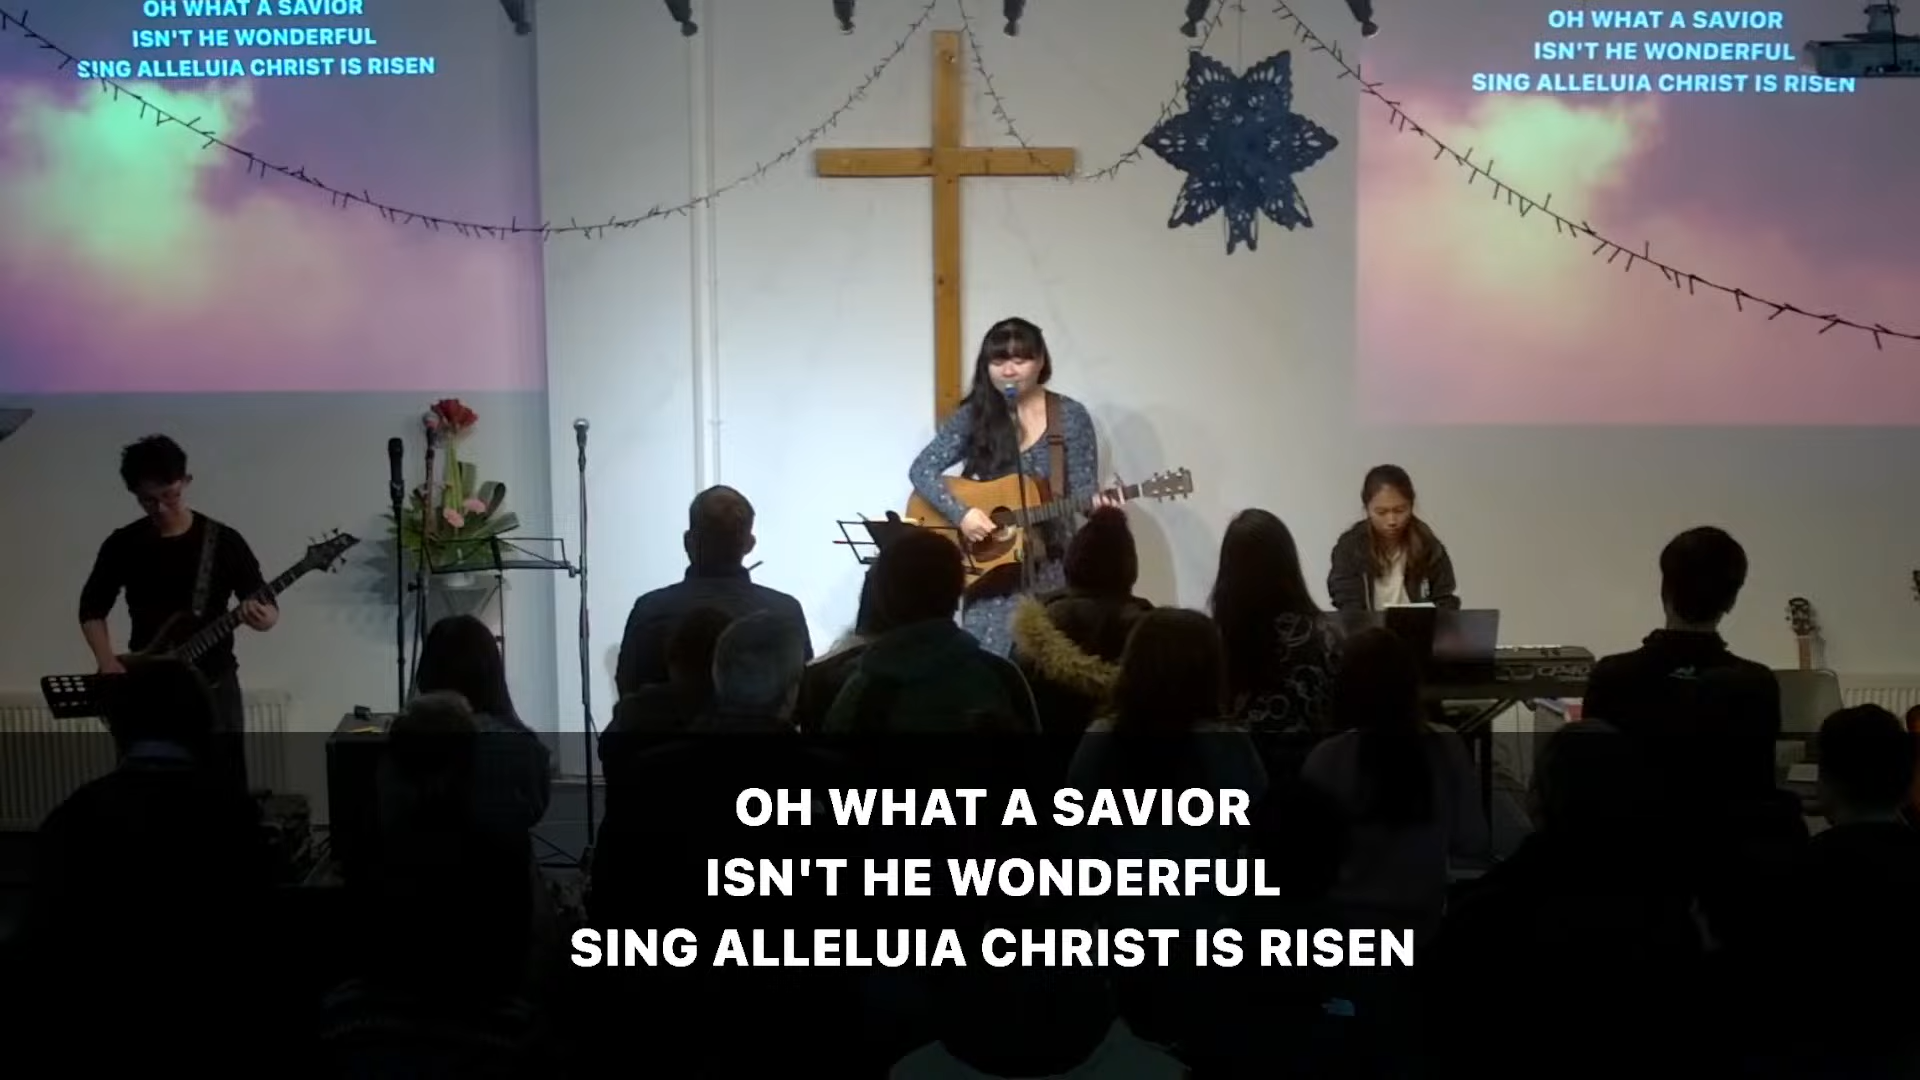 OH WHAT A SAVIOR
ISN'T HE WONDERFUL
SING ALLELUIA CHRIST IS RISEN
OH WHAT A SAVIOR
ISN'T HE WONDERFUL
SING ALLELUIA CHRIST IS RISEN
OH WHAT A SAVIOR
ISN'T HE WONDERFUL
SING ALLELUIA CHRIST IS RISEN